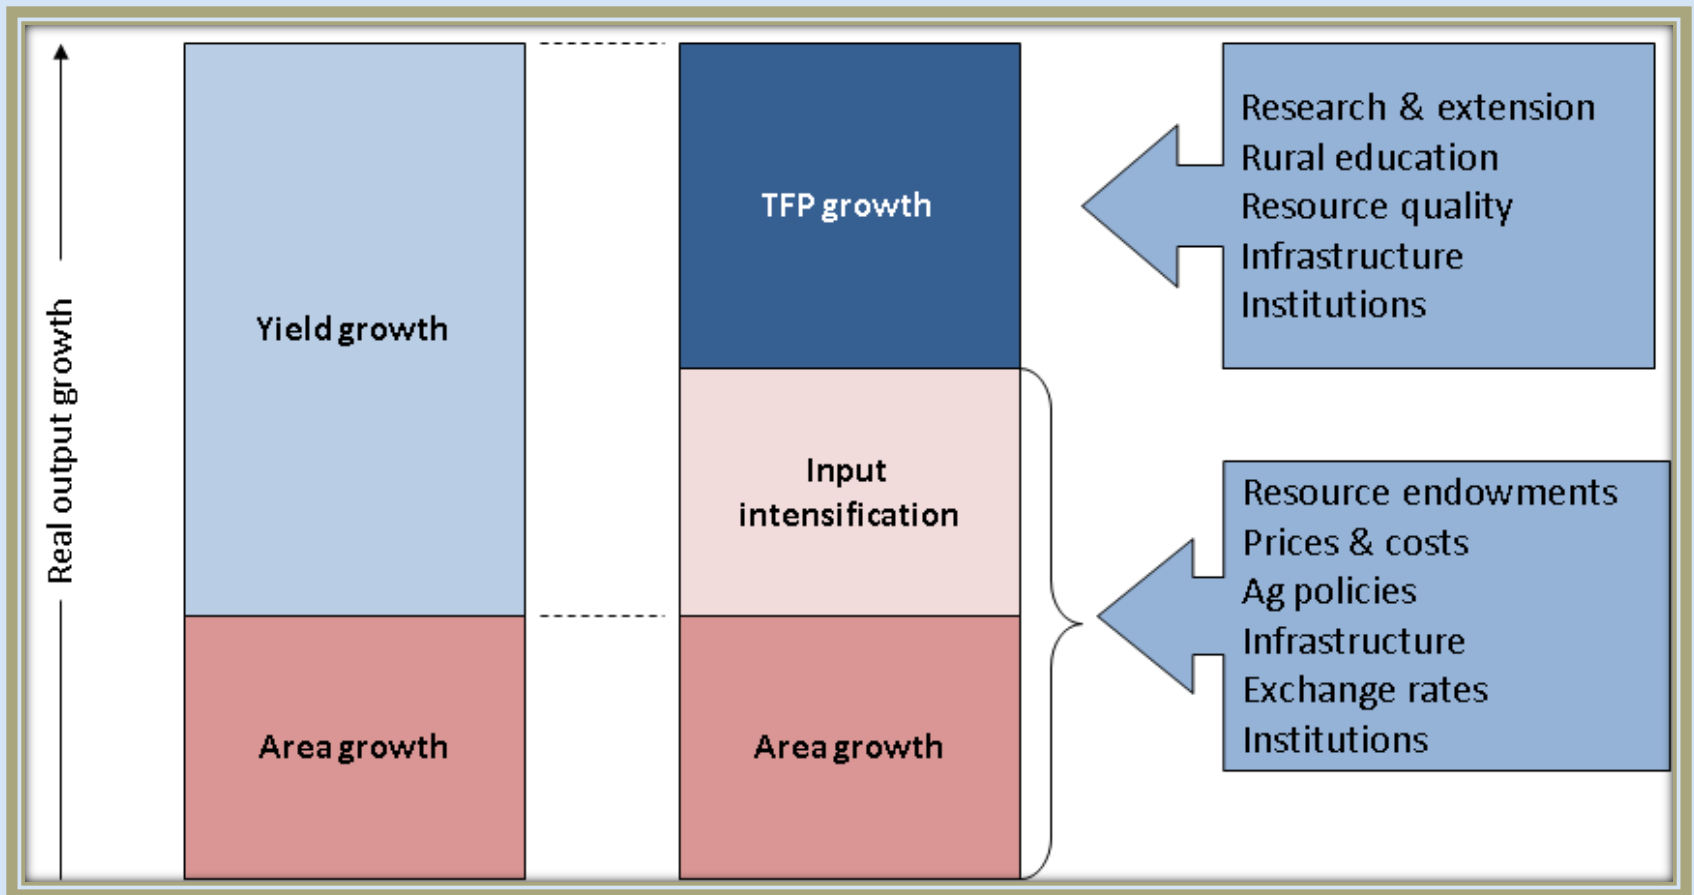 Real output growth
Yield growth
Area growth
TFP growth
Input
intensification
Area growth
Research & extension
Rural education
Resource quality
Infrastructure
Institutions
Resource endowments
Prices & costs
Ag policies
Infrastructure
Exchange rates
Institutions